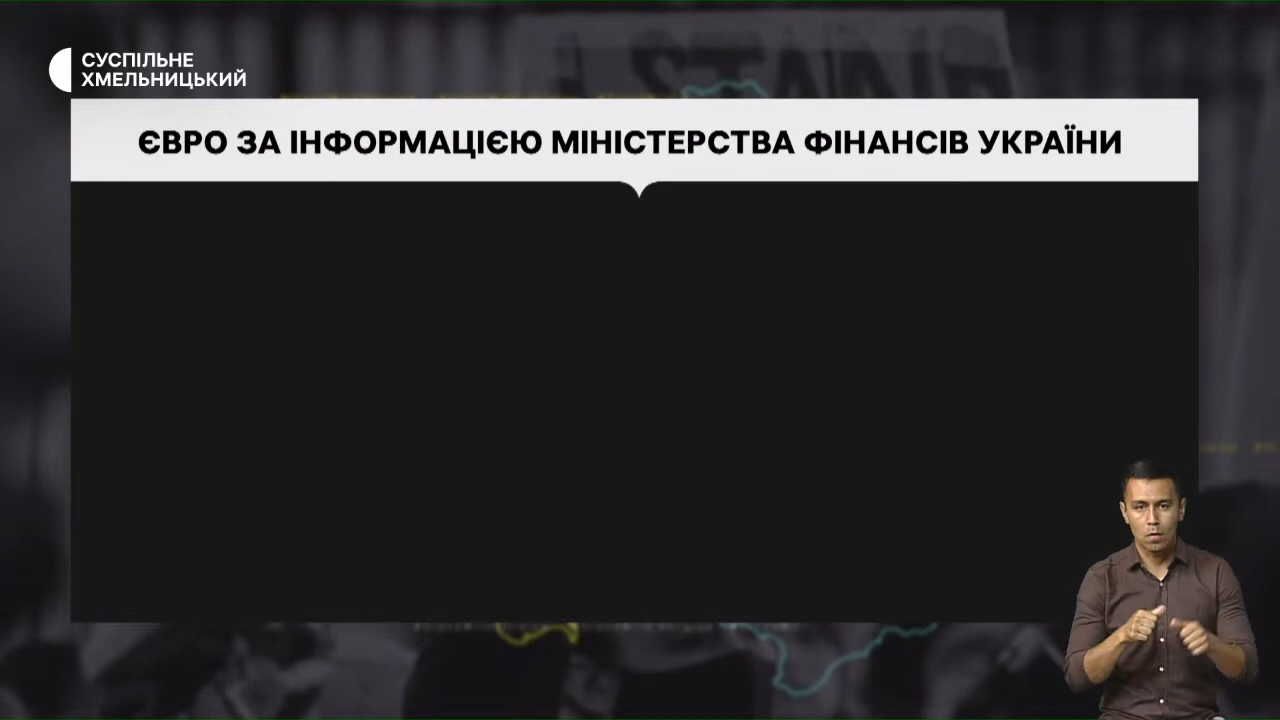 СУСПІЛЬНЕ
ХМЕЛЬНИЦЬКИЙ
ЄВРО ЗА ІНФОРМАЦІЄЮ МІНІСТЕРСТВА ФІНАНСІВ УКРАЇНИ